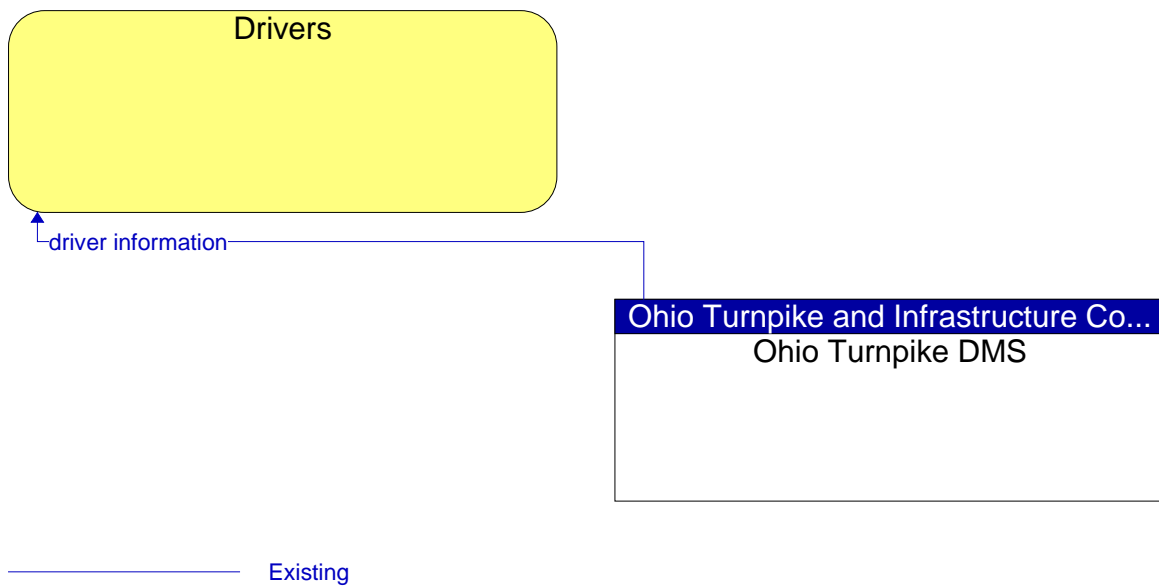 Drivers
driver information
Ohio Turnpike and Infrastructure Co...
Ohio Turnpike DMS
Existing